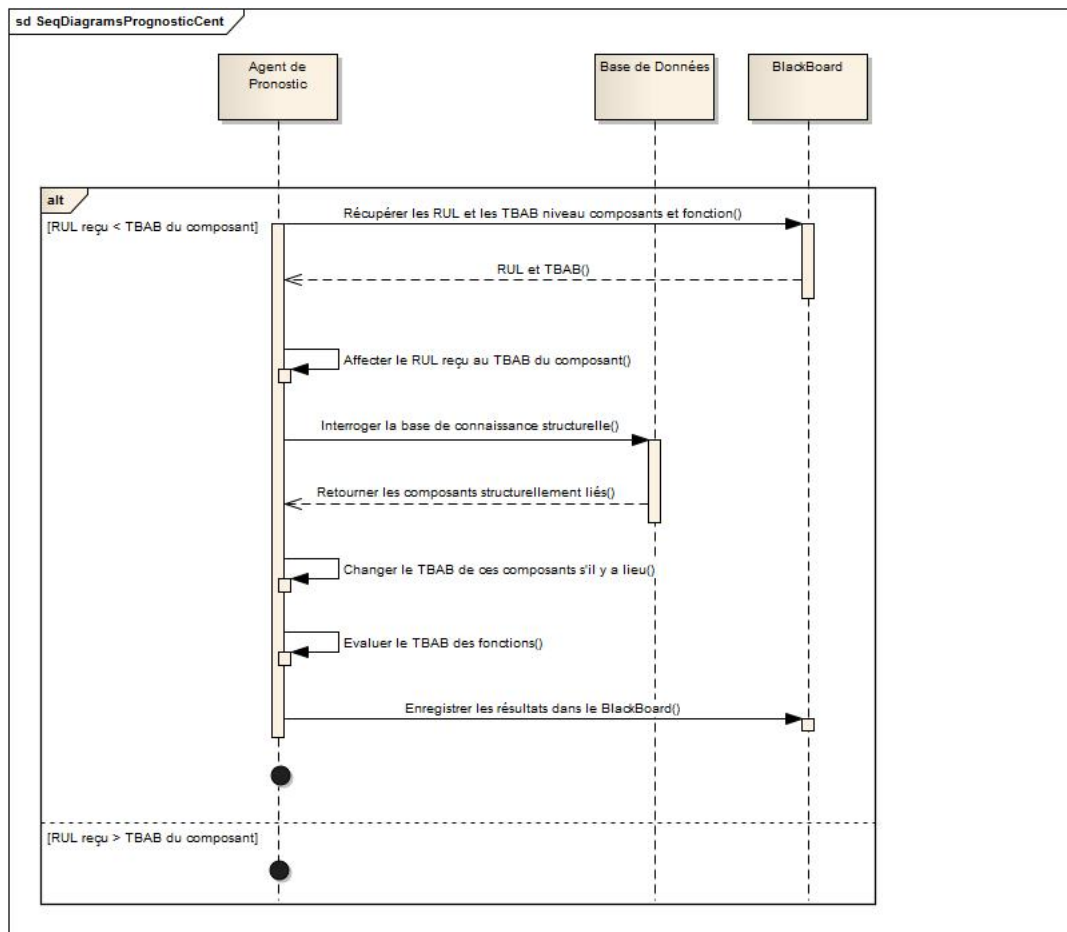 sd SeqDiagramsPrognosticCent
Agent de
Pronostic
Base de Données
BlackBoard
alt
[RUL reçu < TBAB du composant]
Récupérer les RUL et les TBAB niveau composants et fonction()
RUL et TBAB()
Affecter le RUL reçu au TBAB du composant()
Interroger la base de connaissance structurelle()
Retourner les composants structurellement liés()
Changer le TBAB de ces composants s'il y a lieu()
Evaluer le TBAB des fonctions()
Enregistrer les résultats dans le BlackBoard()
[RUL reçu > TBAB du composant]